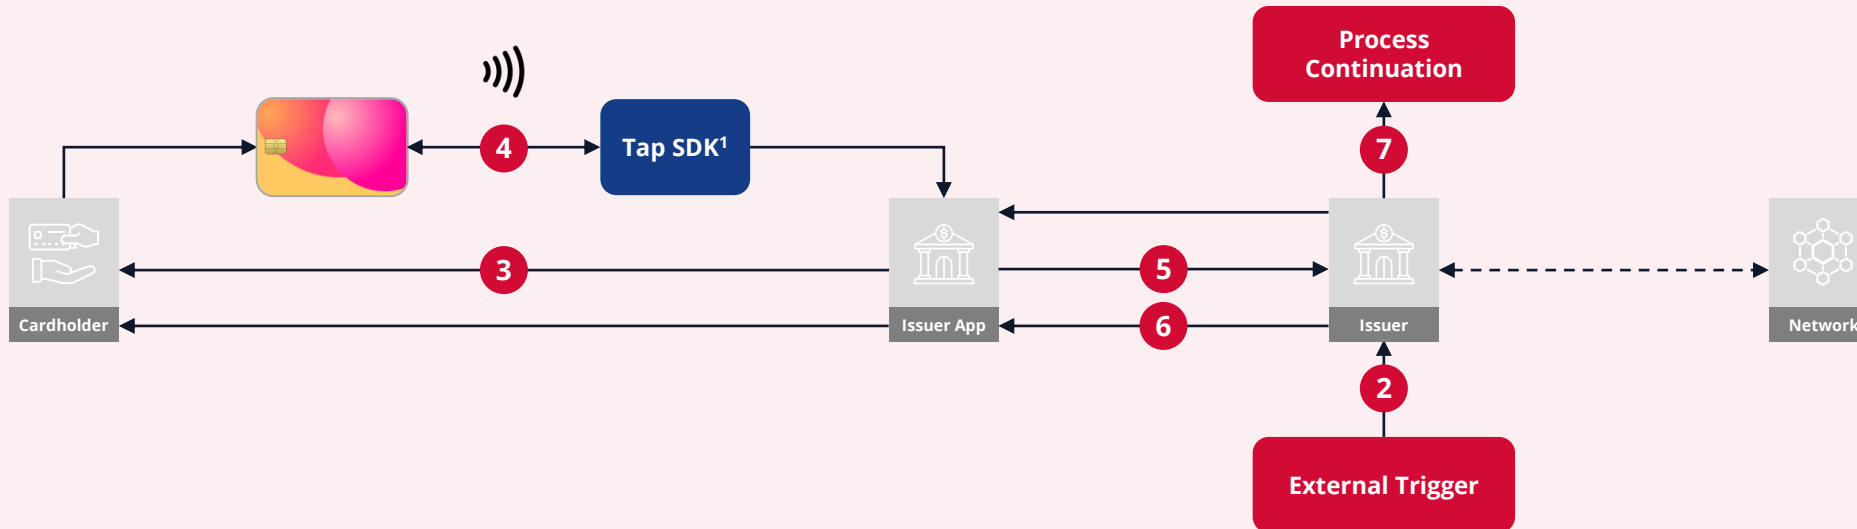 Process
Continuation
4
Tap SDK¹
7
3
5
Cardholder
Issuer App
6
Issuer
Network
2
External Trigger